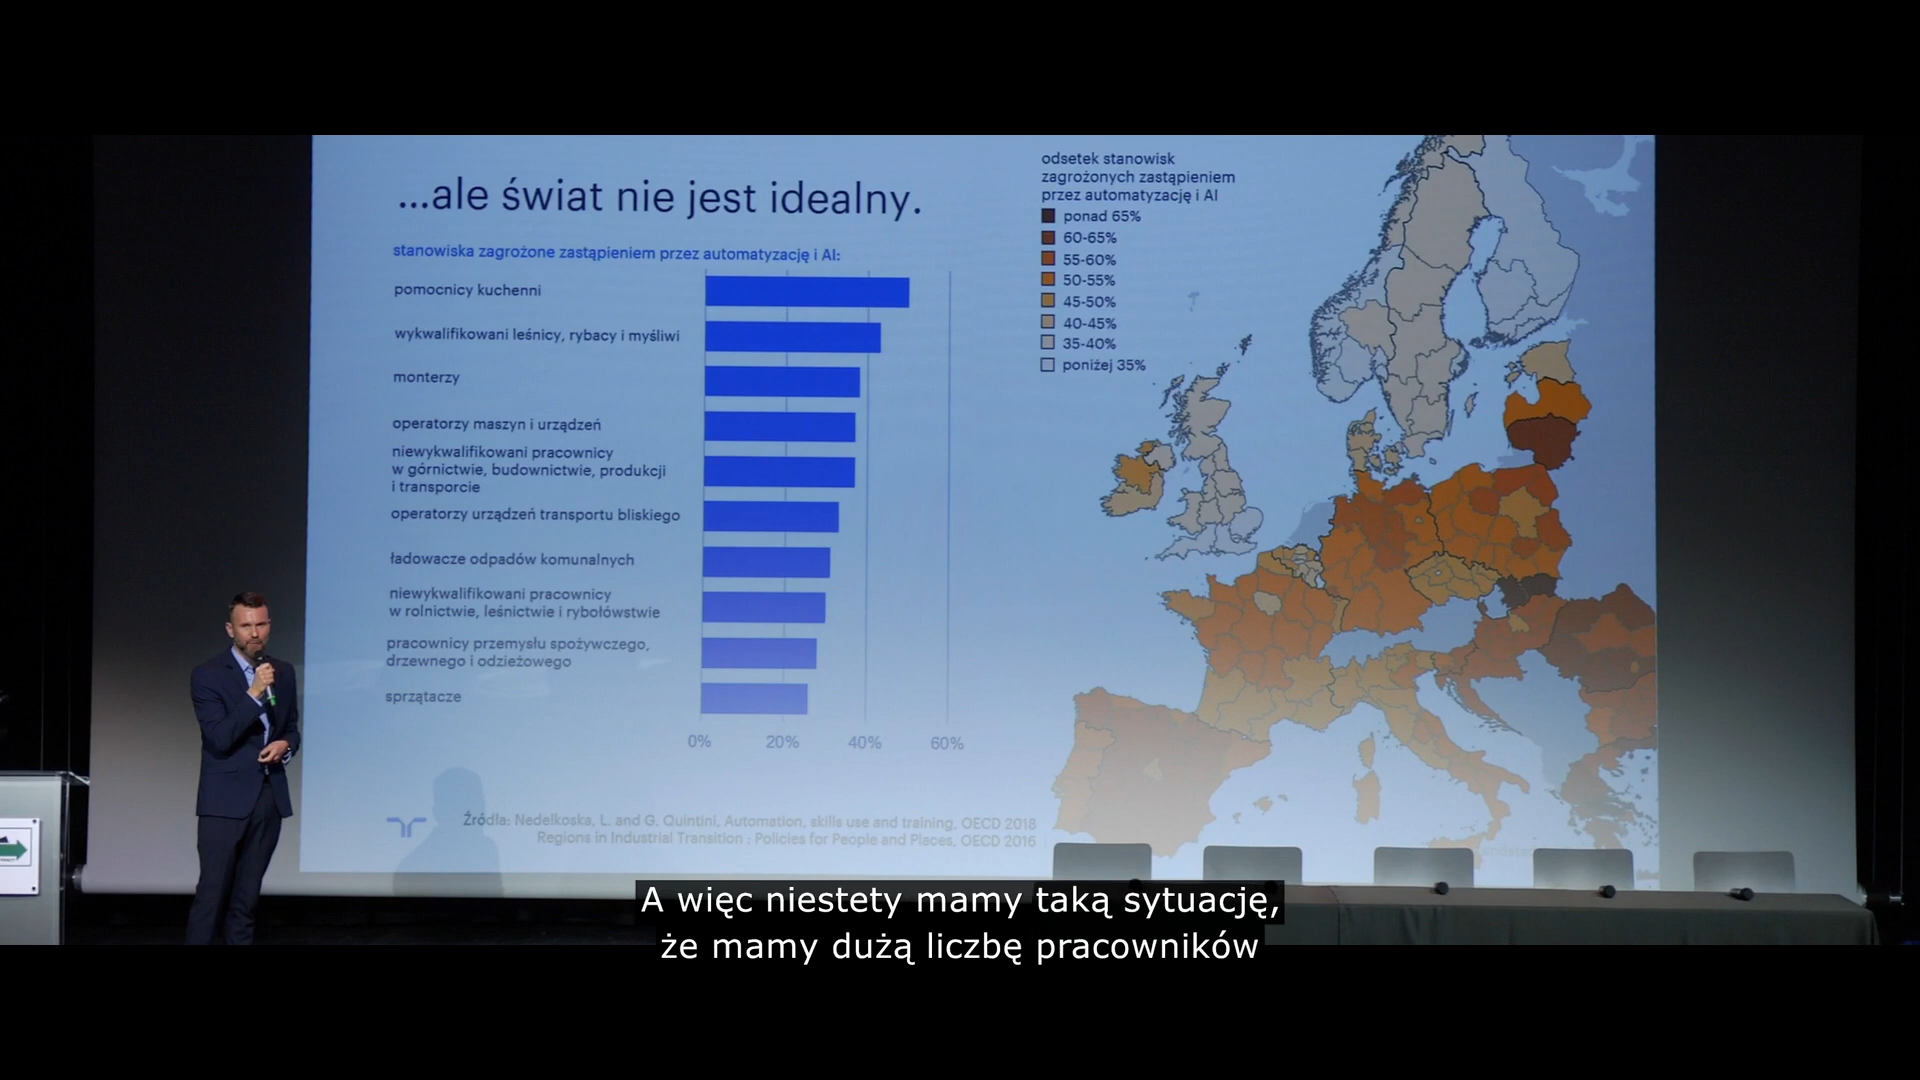 ...ale świat nie jest idealny.
stanowiska zagrożone zastąpieniem przez automatyzację i AI:
pomocnicy kuchenni
wykwalifikowani leśnicy, rybacy i myśliwi
monterzy
operatorzy maszyn i urządzeń
niewykwalifikowani pracownicy
w górnictwie, budownictwie, produkcji
i transporcie
operatorzy urządzeń transportu bliskiego
ładowacze odpadów komunalnych
niewykwalifikowani pracownicy
w rolnictwie, leśnictwie i rybołówstwie
pracownicy przemysłu spożywczego,
drzewnego i odzieżowego
sprzątacze
0% 20% 40% 60%
Źródła: Nedelkoska, L. and G. Quintini, Automation, skills use and training, OECD 2018
Regions in Industrial Transition : Policies for People and Places, OECD 2016
odsetek stanowisk
zagrożonych zastąpieniem
przez automatyzację i AI
ponad 65%
60-65%
55-60%
50-55%
45-50%
40-45%
35-40%
poniżej 35%
A więc niestety mamy taką sytuację,
że mamy dużą liczbę pracowników